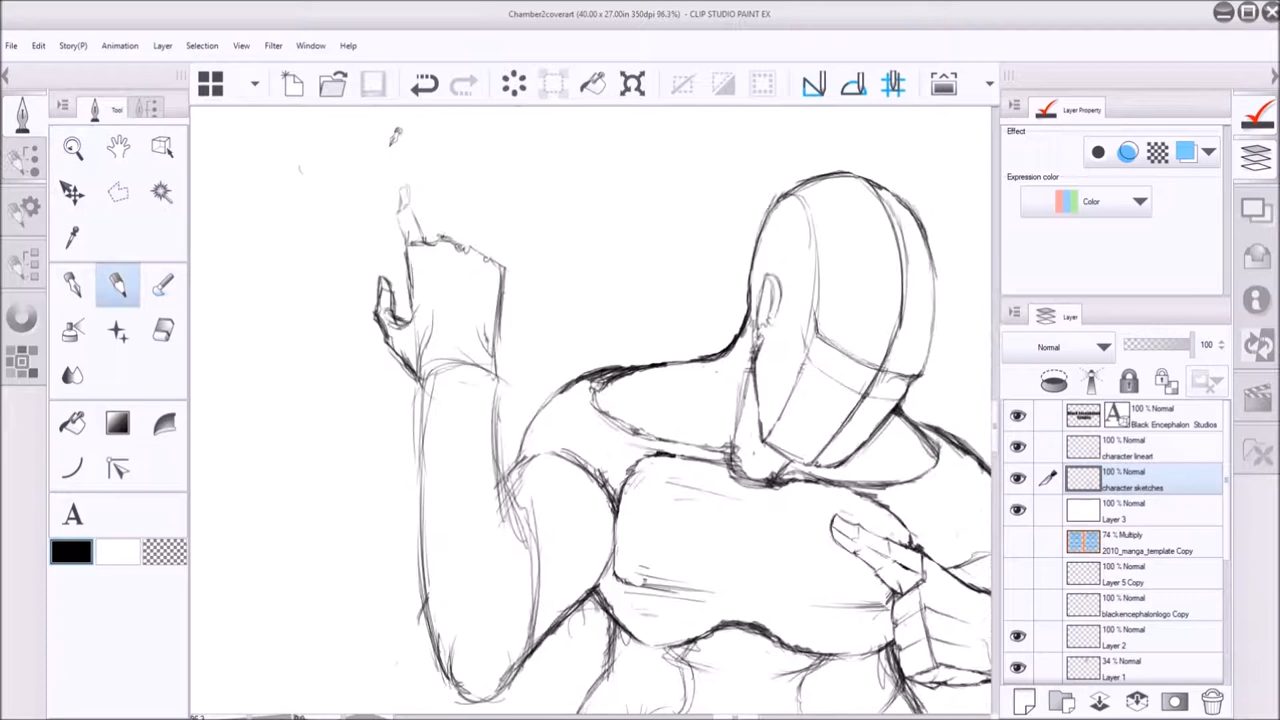 Chamber2coverart (40.00 x 27.00in 350dpi 96.3%) - CLIP STUDIO PAINT EX
File Edit Story(P) Animation Layer Selection View Filter Window Help
Tool
Layer Property
Effect
Expression color
Color
Layer
Normal 100
100 % Normal
Black Encephalon Studios
100 % Normal
character lineart
100 % Normal
character sketches
100 % Normal
Layer 3
74 % Multiply
2010_manga_template Copy
100 % Normal
Layer 5 Copy
100 % Normal
blackencephalonlogo Copy
100 % Normal
Layer 2
34 % Normal
Layer 1
A